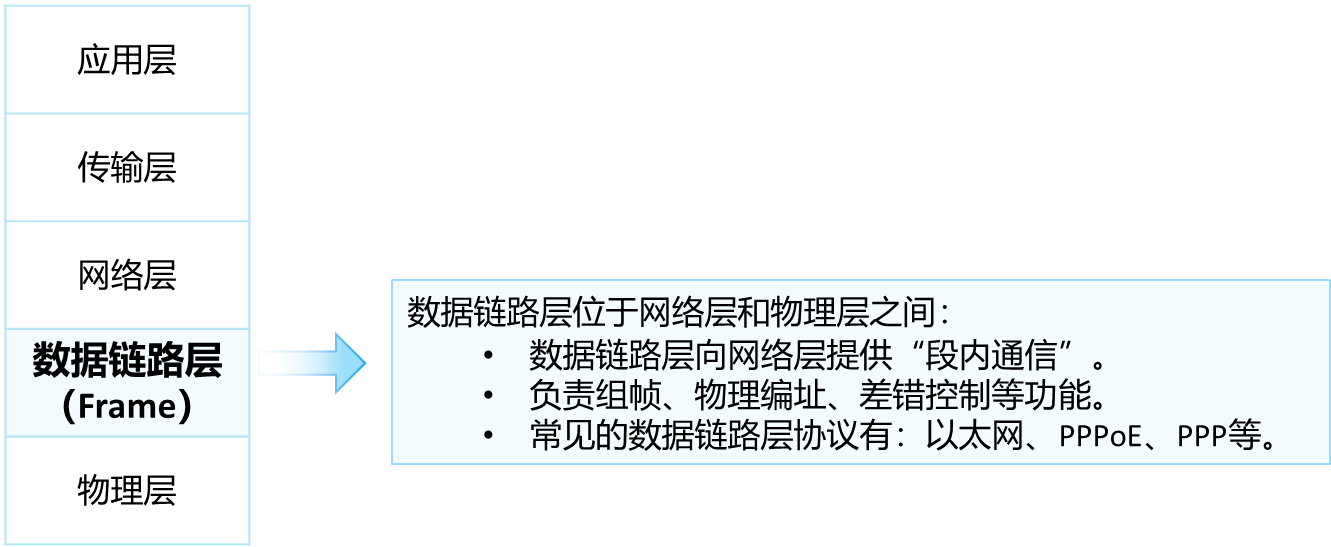 应用层
传输层
网络层
数据链路层
（Frame）
物理层
数据链路层位于网络层和物理层之间：
• 数据链路层向网络层提供“段内通信”。
• 负责组帧、物理编址、差错控制等功能。
• 常见的数据链路层协议有：以太网、PPPoE、PPP等。